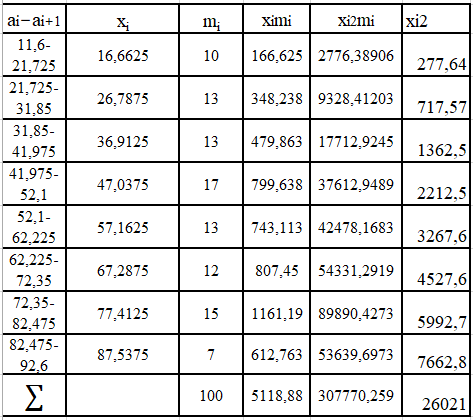 ai−ai+1 xi mi ximi xi2mi xi2
11,6-
21,725 16,6625 10 166,625 2776,38906 277,64
21,725-
31,85 26,7875 13 348,238 9328,41203 717,57
31,85-
41,975 36,9125 13 479,863 17712,9245 1362,5
41,975-
52,1 47,0375 17 799,638 37612,9489 2212,5
52,1-
62,225 57,1625 13 743,113 42478,1683 3267,6
62,225-
72,35 67,2875 12 807,45 54331,2919 4527,6
72,35-
82,475 77,4125 15 1161,19 89890,4273 5992,7
82,475-
92,6 87,5375 7 612,763 53639,6973 7662,8
∑ 100 5118,88 307770,259 26021